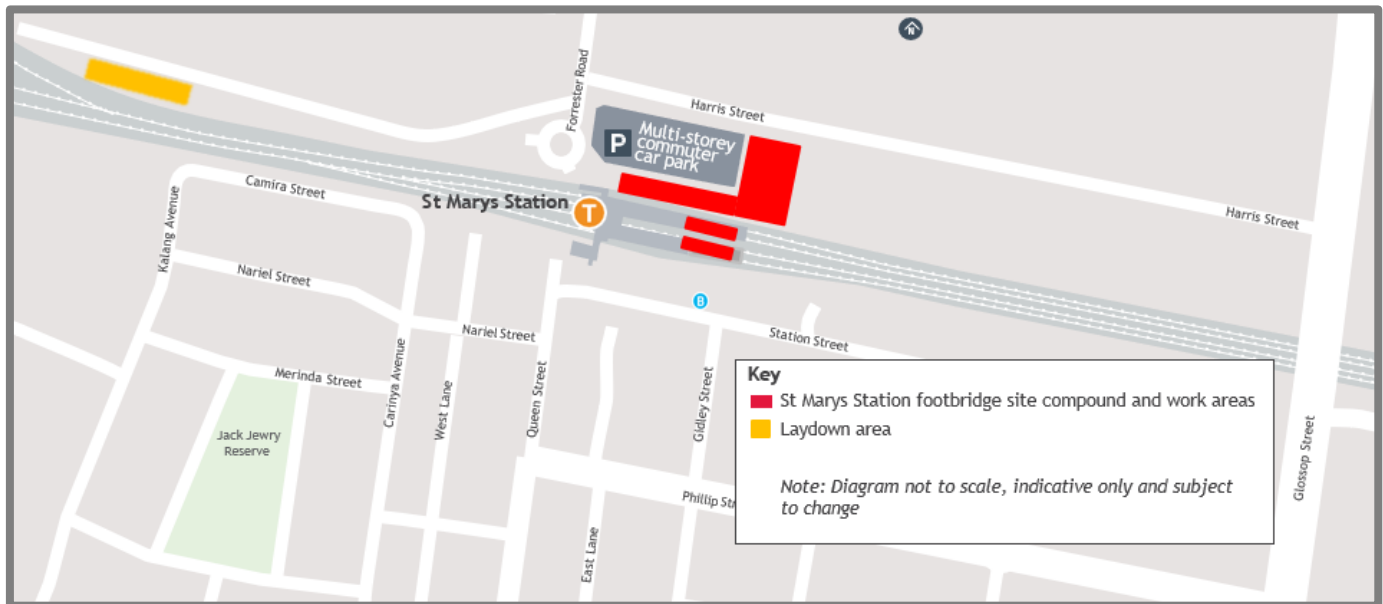 N
Forrester Road
Harris Street
P
Multi-storey
commuter
car park
Camira Street
St Marys Station
T
Harris Street
Kalang Avenue
Nariel Street
B
Nariel Street
Station Street
Merinda Street
Carinya Avenue
West Lane
Queen Street
Gidley Street
Jack Jewry
Reserve
Phillip Str
East Lane
Glossop Street
Key
St Marys Station footbridge site compound and work areas
Laydown area
Note: Diagram not to scale, indicative only and subject
to change